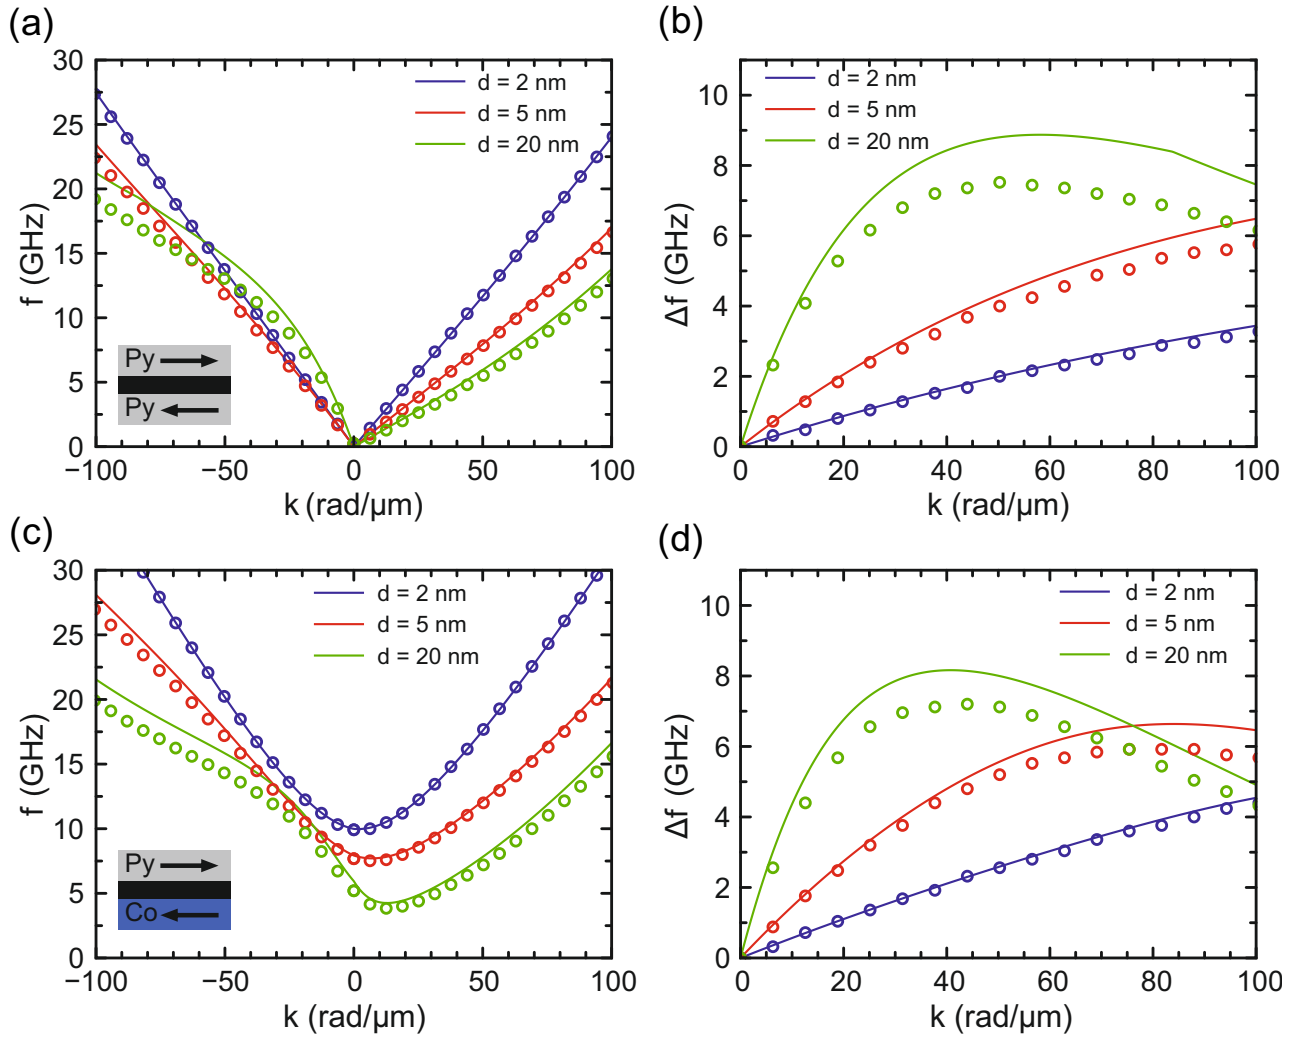 (a)
30
25
20
15
10
5
0
f (GHz)
d = 2 nm
d = 5 nm
d = 20 nm
Py
Py
−100
−50
0
50
100
k (rad/µm)
(b)
10
8
6
4
2
0
Δf (GHz)
d = 2 nm
d = 5 nm
d = 20 nm
0
20
40
60
80
100
k (rad/µm)
(c)
30
25
20
15
10
5
0
f (GHz)
d = 2 nm
d = 5 nm
d = 20 nm
Py
Co
−100
−50
0
50
100
k (rad/µm)
(d)
10
8
6
4
2
0
Δf (GHz)
d = 2 nm
d = 5 nm
d = 20 nm
0
20
40
60
80
100
k (rad/µm)